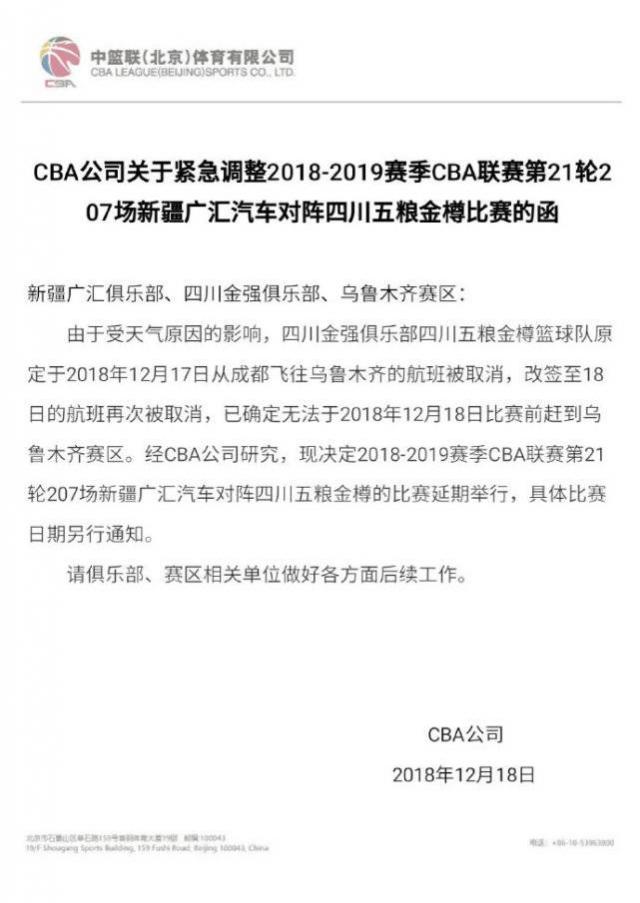 中篮联(北京)体育有限公司
CBA LEAGUE(BEIJING)SPORTS CO., LTD.
CBA
CBA公司关于紧急调整2018-2019赛季CBA联赛第21轮2
07场新疆广汇汽车对阵四川五粮金樽比赛的函
新疆广汇俱乐部、四川金强俱乐部、乌鲁木齐赛区：
由于受天气原因的影响，四川金强俱乐部四川五粮金樽篮球队原
定于2018年12月17日从成都飞往乌鲁木齐的航班被取消，改签至18
日的航班再次被取消，已确定无法于2018年12月18日比赛前赶到乌
鲁木齐赛区。经CBA公司研究，现决定2018-2019赛季CBA联赛第21
轮207场新疆广汇汽车对阵四川五粮金樽的比赛延期举行，具体比赛
日期另行通知。
请俱乐部、赛区相关单位做好各方面后续工作。
CBA公司
2018年12月18日
北京市石景山区阜石路159号首钢体育大厦19层 邮编:100043
19/F Shougang Sports Building, 159 Fushi Road, Beijing 100043, China
电话：+86-10-53963800